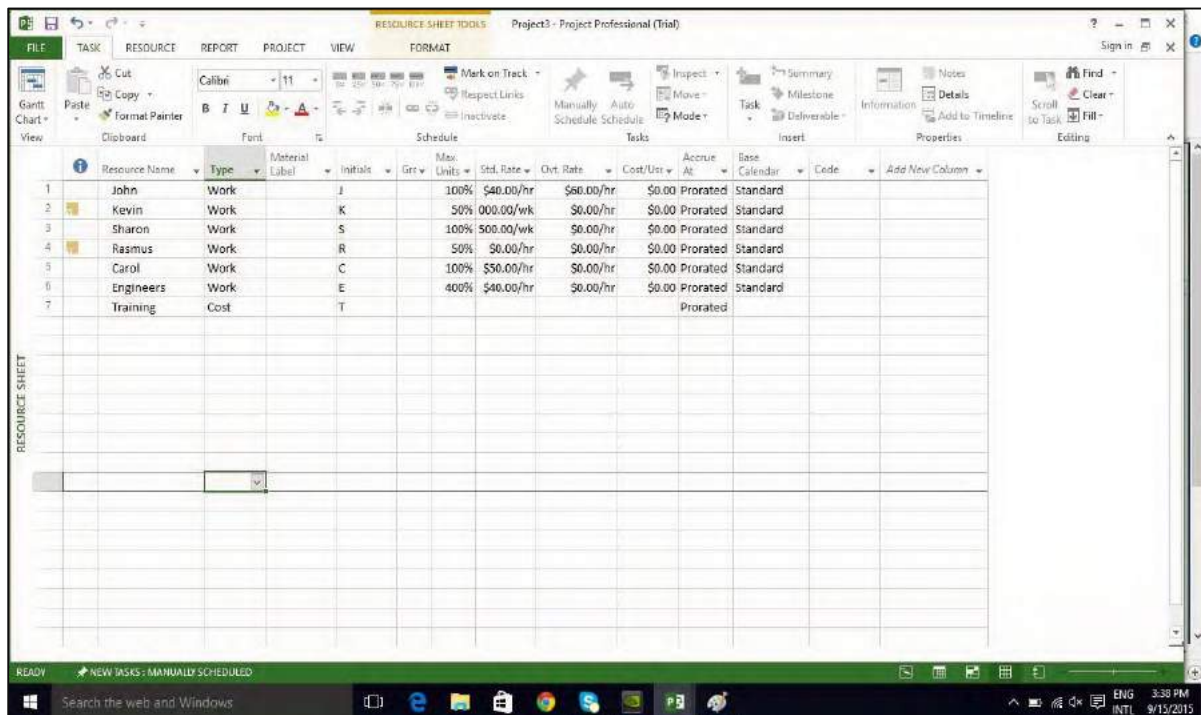 RESOURCE SHEET TOOLS Project3 - Project Professional (Trial)
FILE TASK RESOURCE REPORT PROJECT VIEW FORMAT Sign in
Cut
Copy
Format Painter
Paste
Gantt Chart
Calibri 11
B I U A
Mark on Track
Respect Links
Inactivate
Manually Schedule
Auto Schedule
Inspect
Move
Mode
Task
Summary
Milestone
Deliverable
Information
Notes
Details
Add to Timeline
Scroll to Task
Find
Clear
Fill
View Clipboard Font Schedule Tasks Insert Properties Editing
Resource Name Type Material Label Initials Max. Units Std. Rate Ovt. Rate Cost/Use Accrue At Base Calendar Code Add New Column
1 John Work J 100% $40.00/hr $60.00/hr $0.00 Prorated Standard
2 Kevin Work K 50% 000.00/wk $0.00/hr $0.00 Prorated Standard
3 Sharon Work S 100% 500.00/wk $0.00/hr $0.00 Prorated Standard
4 Rasmus Work R 50% $0.00/hr $0.00/hr $0.00 Prorated Standard
5 Carol Work C 100% $50.00/hr $0.00/hr $0.00 Prorated Standard
6 Engineers Work E 400% $40.00/hr $0.00/hr $0.00 Prorated Standard
7 Training Cost T Prorated
RESOURCE SHEET
READY NEW TASKS : MANUALLY SCHEDULED
Search the web and Windows
ENG 3:38 PM
INTL 9/15/2015